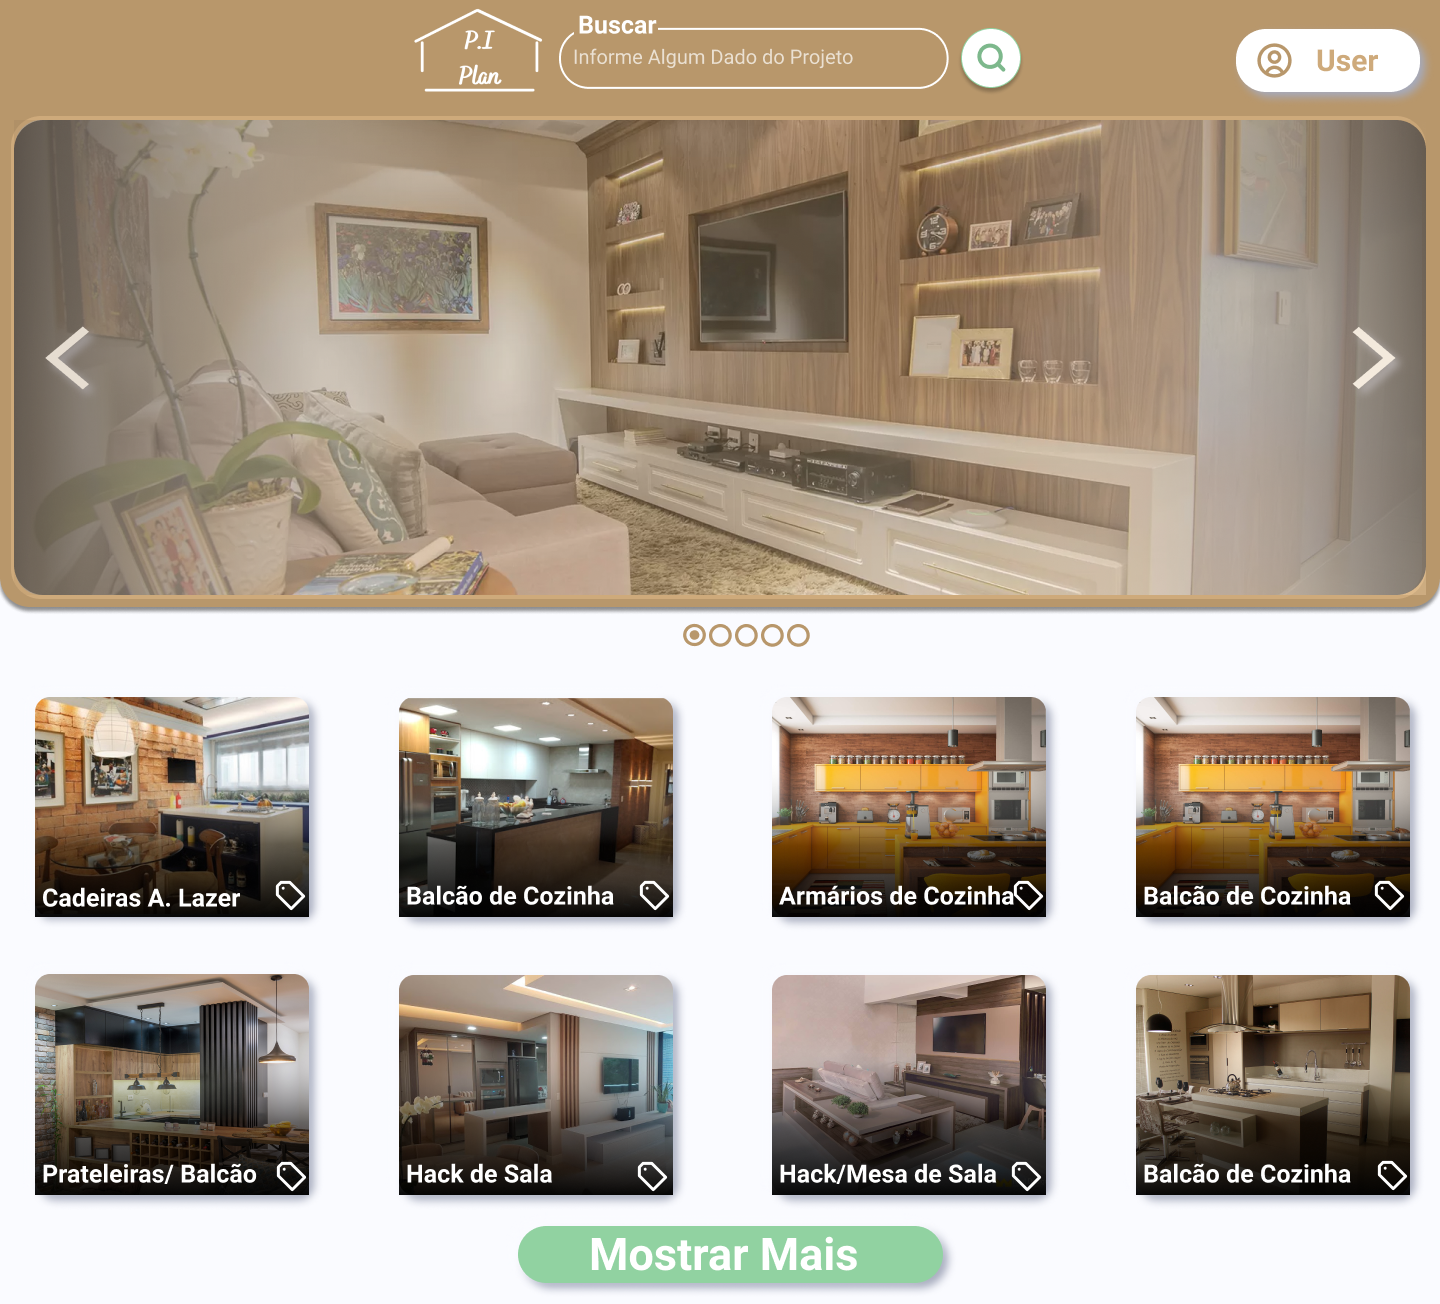 P.I
Plan
Buscar
Informe Algum Dado do Projeto
User
Cadeiras A. Lazer
Balcão de Cozinha
Armários de Cozinha
Balcão de Cozinha
Prateleiras/ Balcão
Hack de Sala
Hack/Mesa de Sala
Balcão de Cozinha
Mostrar Mais